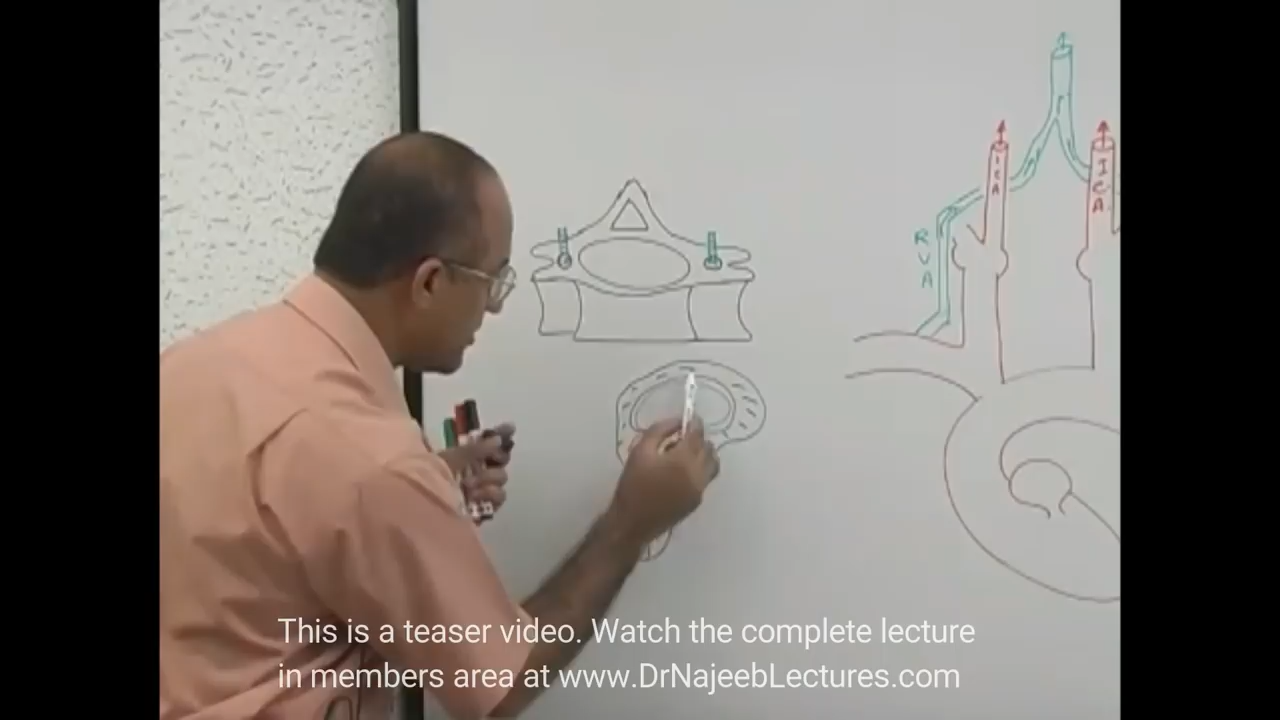 ICA
ICA
RVA
This is a teaser video. Watch the complete lecture
in members area at www.DrNajeebLectures.com